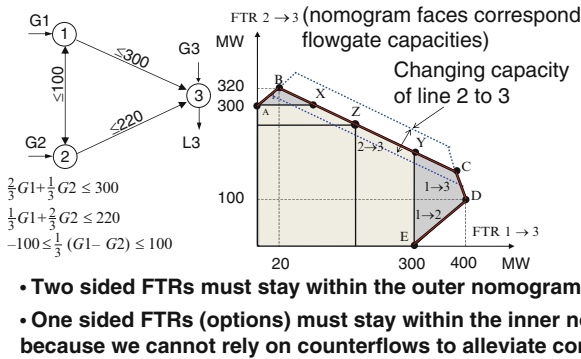 FTR 2 → 3 (nomogram faces correspond
flowgate capacities)
MW
G1
1
≤300
G3
≤100
3
≤220
G2
2
L3
2/3 G1+1/3 G2 ≤ 300
1/3 G1+2/3 G2 ≤ 220
–100≤1/3 (G1– G2) ≤ 100
Changing capacity
of line 2 to 3
320
300
100
B
A
X
Z
Y
2→3
C
1→3
D
1→2
E
FTR 1 → 3
20
300
400
MW
• Two sided FTRs must stay within the outer nomogram
• One sided FTRs (options) must stay within the inner
because we cannot rely on counterflows to alleviate